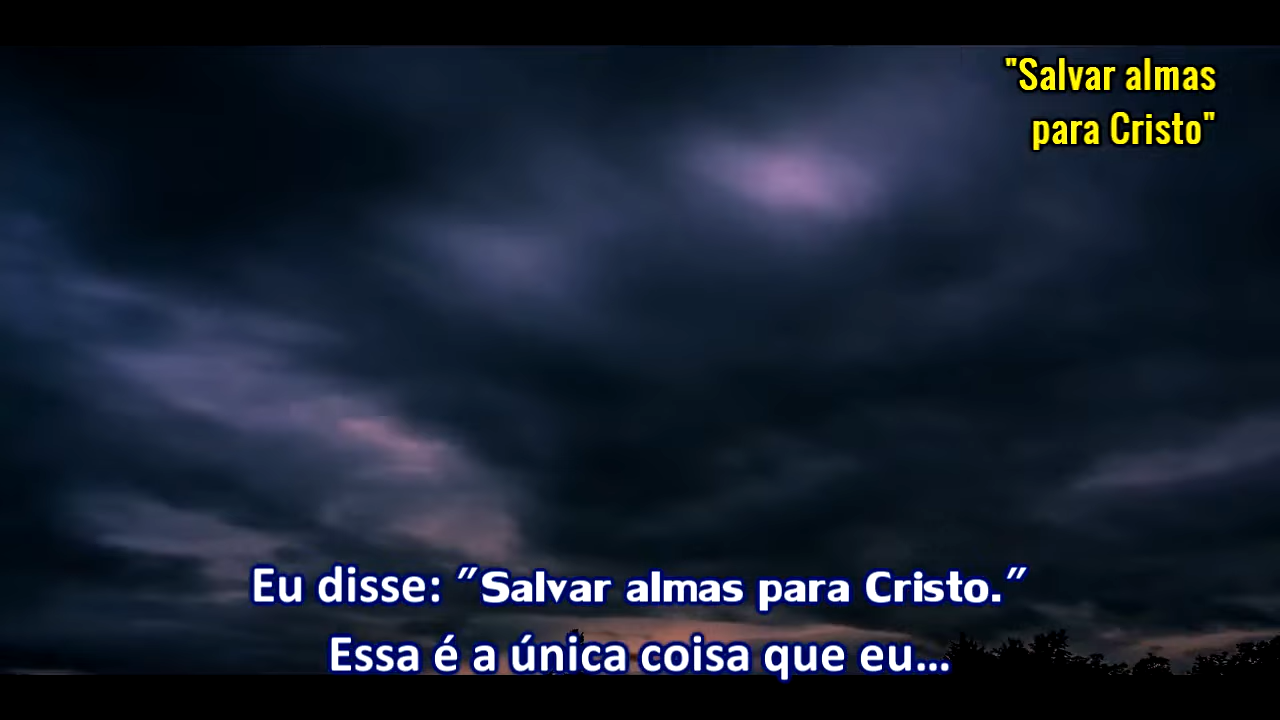 "Salvar almas
para Cristo"
Eu disse: "Salvar almas para Cristo."
Essa é a única coisa que eu...